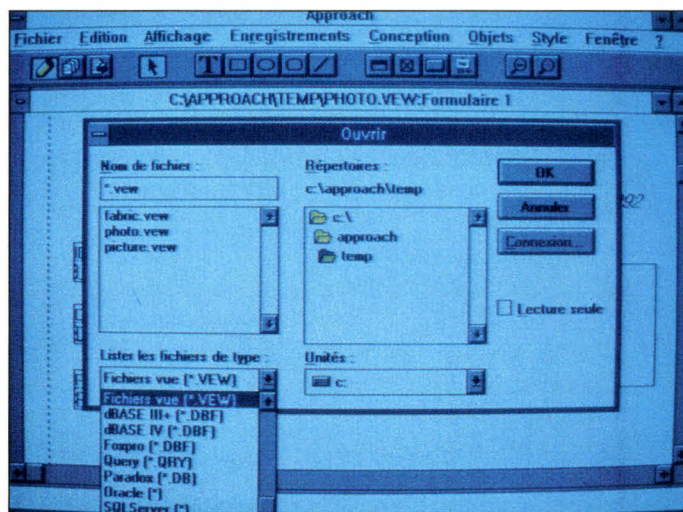 Approach
Fichier Edition Affichage Enregistrements Conception Objets Style Fenêtre ?
T
C:\APPROACH\TEMP\PHOTO.VEW:Formulaire 1
Ouvrir
Nom de fichier :
*.vew
fabric.vew
photo.vew
picture.vew
Lister les fichiers de type :
Fichiers vue (*.VEW)
Fichiers vue (*.VEW)
dBASE III+ (*.DBF)
dBASE IV (*.DBF)
Foxpro (*.DBF)
Query (*.QRY)
Paradox (*.DB)
Oracle (*)
SQLServer (*)
Répertoires :
c:\approach\temp
c:\
approach
temp
Unités :
c:
OK
Annuler
Connexion...
Lecture seule